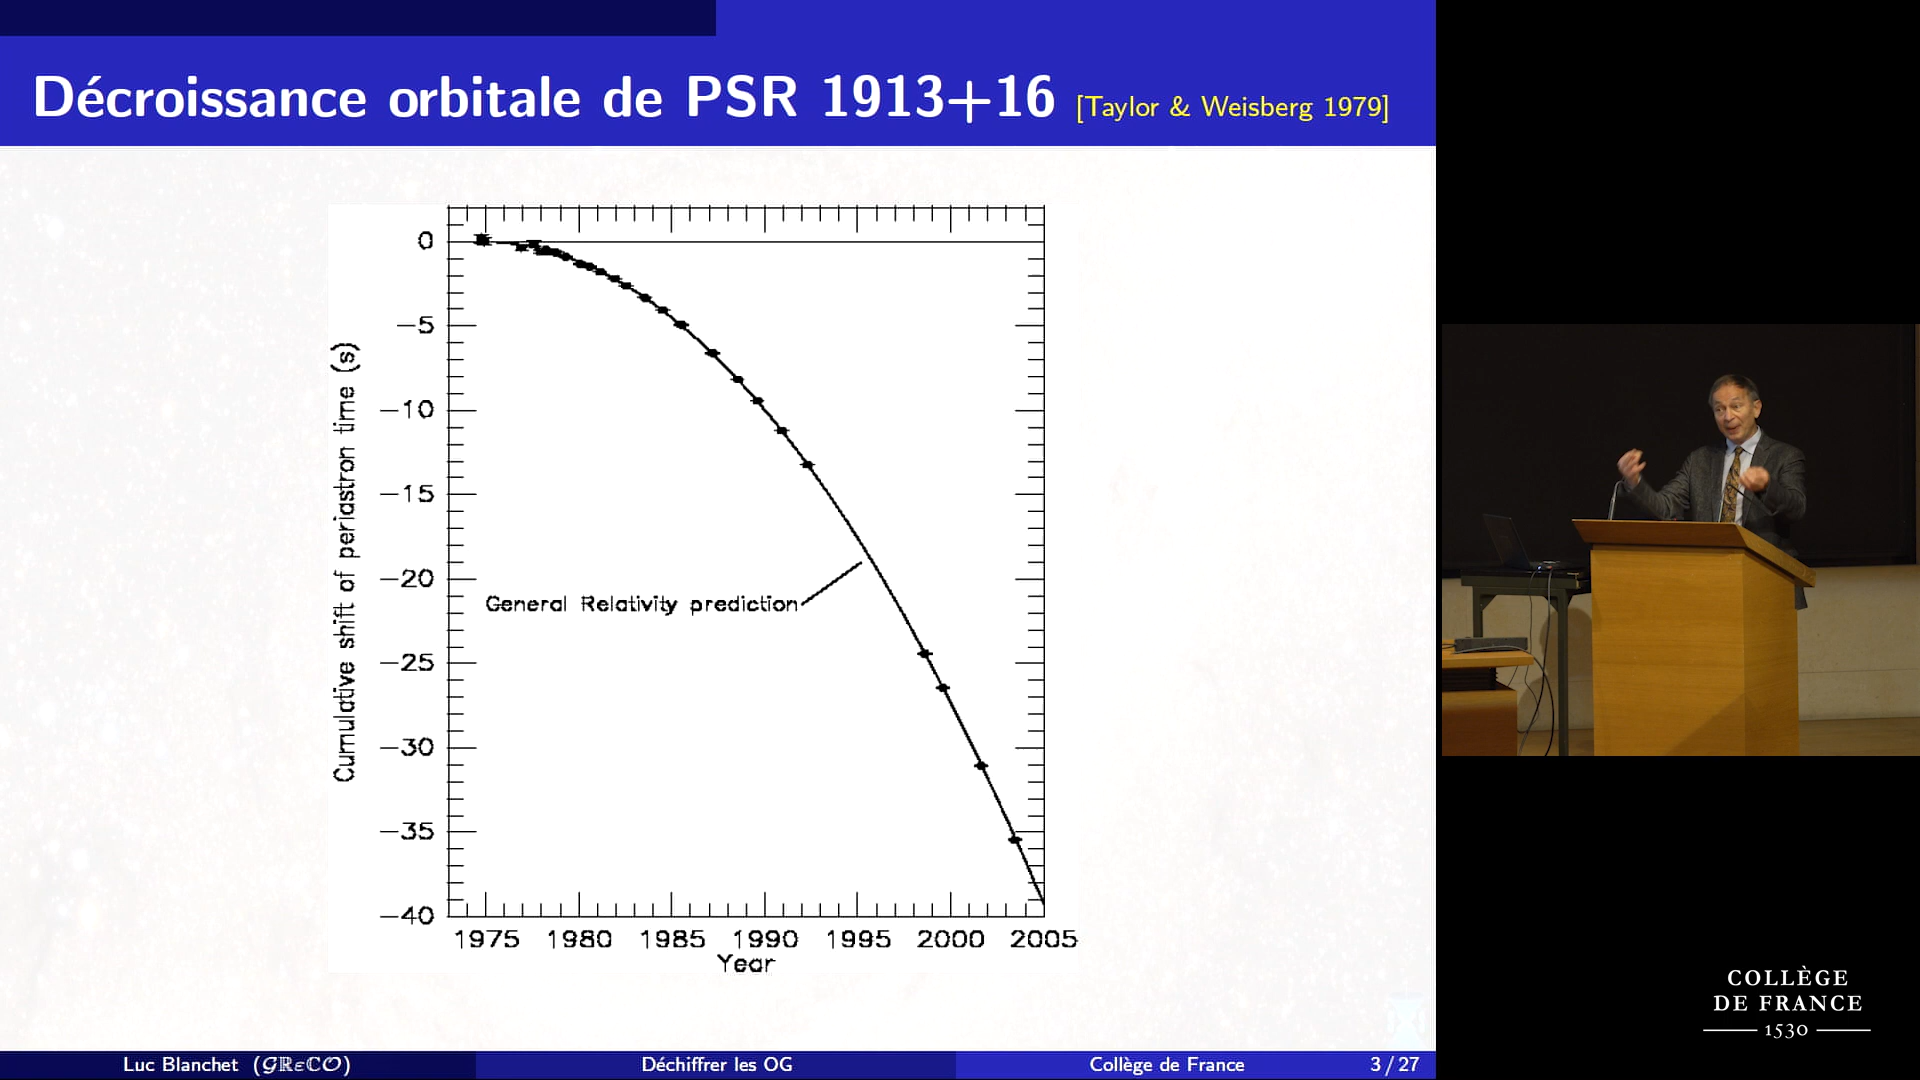 Décroissance orbitale de PSR 1913+16 [Taylor & Weisberg 1979]
0
−5
−10
−15
−20
−25
−30
−35
−40
Cumulative shift of periastron time (s)
General Relativity prediction
1975 1980 1985 1990 1995 2000 2005
Year
Luc Blanchet (GRεCO) Déchiffrer les OG Collège de France 3 / 27
COLLÈGE
DE FRANCE
1530